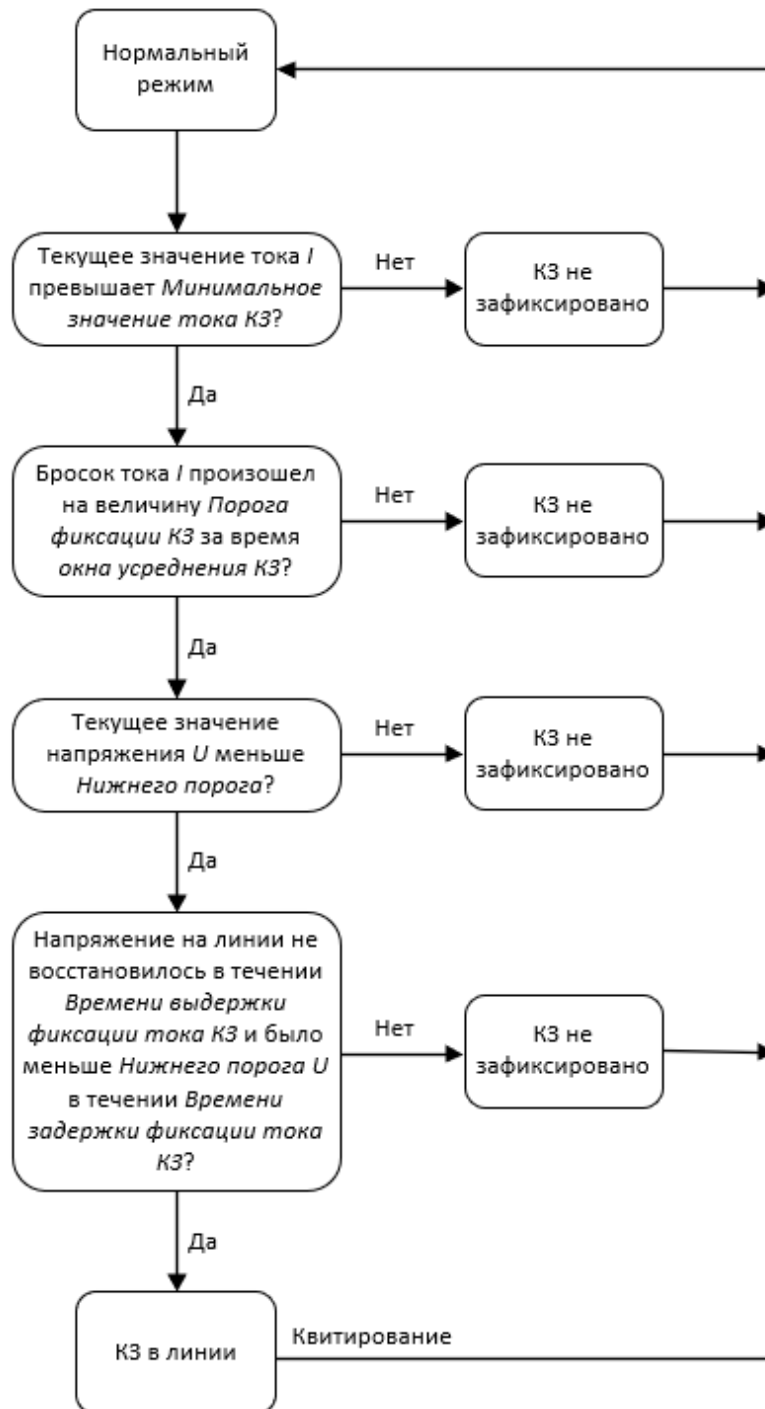 Нормальный
режим
Текущее значение тока I
превышает Минимальное
значение тока КЗ?
Нет
КЗ не
зафиксировано
Да
Бросок тока I произошел
на величину Порога
фиксации КЗ за время
окна усреднения КЗ?
Нет
КЗ не
зафиксировано
Да
Текущее значение
напряжения U меньше
Нижнего порога?
Нет
КЗ не
зафиксировано
Да
Напряжение на линии не
восстановилось в течении
Времени выдержки
фиксации тока КЗ и было
меньше Нижнего порога U
в течении Времени
задержки фиксации тока
КЗ?
Нет
КЗ не
зафиксировано
Да
КЗ в линии
Квитирование